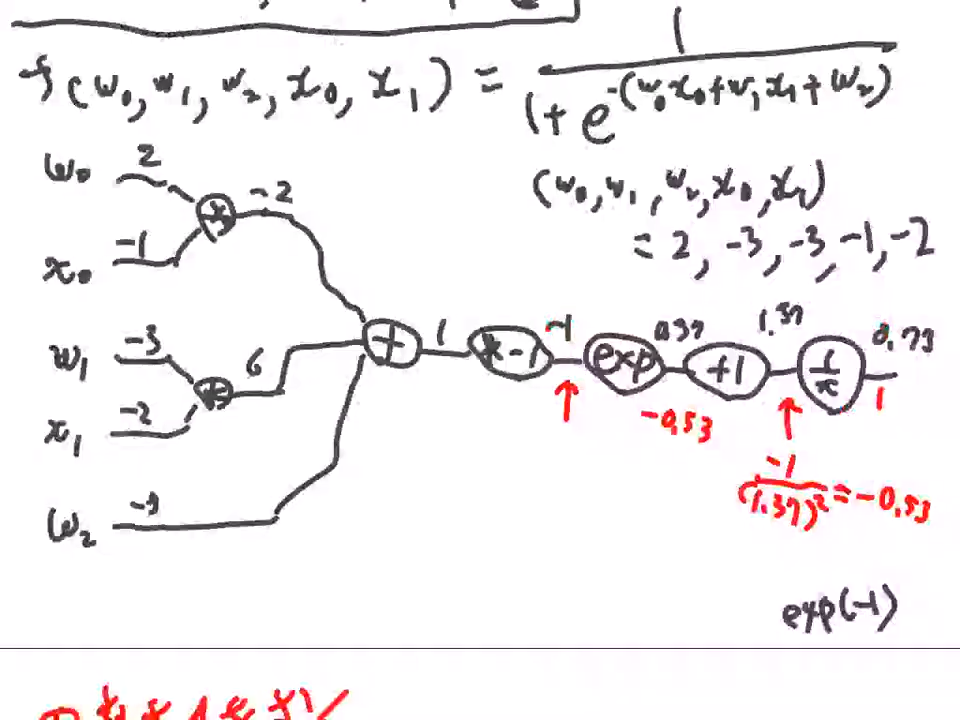 f(w₀, w₁, w₂, x₀, x₁) = 1 / (1 + e^-(w₀x₀+w₁x₁+w₂))
(w₀, w₁, w₂, x₀, x₁)
= 2, -3, -3, -1, -2
w₀ 2
* -2
x₀ -1
w₁ -3
* 6
x₁ -2
w₂ -3
+ 1 *-1 -1 exp 0.37 +1 1.37 1/x 0.73
1
-0.53
-1/(1.37)² = -0.53
exp(-1)